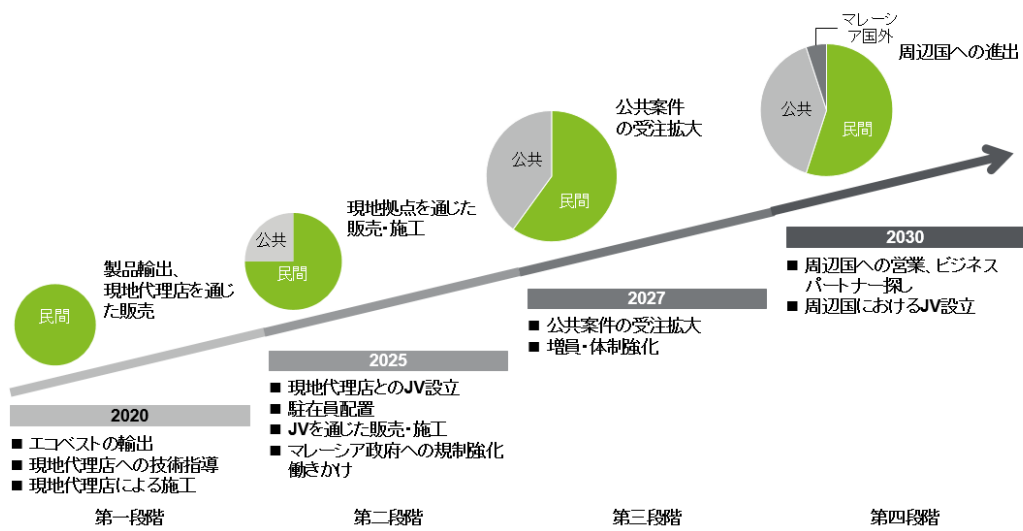 民間
製品輸出、
現地代理店を通じ
た販売
2020
■ エコベストの輸出
■ 現地代理店への技術指導
■ 現地代理店による施工
第一段階
公共
民間
現地拠点を通じた
販売・施工
2025
■ 現地代理店とのJV設立
■ 駐在員配置
■ JVを通じた販売・施工
■ マレーシア政府への規制強化
働きかけ
第二段階
公共
民間
公共案件
の受注拡大
2027
■ 公共案件の受注拡大
■ 増員・体制強化
第三段階
マレーシ
ア国外
公共
民間
周辺国への進出
2030
■ 周辺国への営業、ビジネス
パートナー探し
■ 周辺国におけるJV設立
第四段階